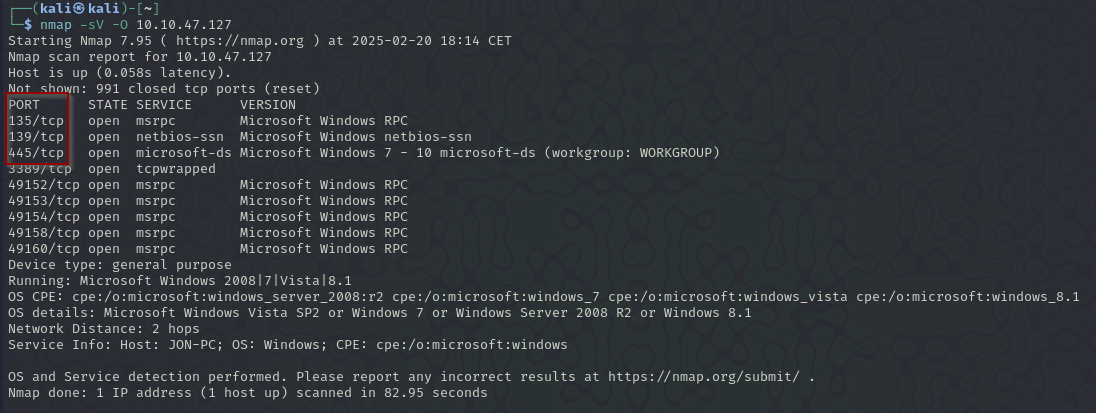 ┌──(kali㉿kali)-[~]
└─$ nmap -sV -O 10.10.47.127
Starting Nmap 7.95 ( https://nmap.org ) at 2025-02-20 18:14 CET
Nmap scan report for 10.10.47.127
Host is up (0.058s latency).
Not shown: 991 closed tcp ports (reset)
PORT      STATE SERVICE      VERSION
135/tcp   open  msrpc        Microsoft Windows RPC
139/tcp   open  netbios-ssn  Microsoft Windows netbios-ssn
445/tcp   open  microsoft-ds Microsoft Windows 7 - 10 microsoft-ds (workgroup: WORKGROUP)
3389/tcp  open  tcpwrapped
49152/tcp open  msrpc        Microsoft Windows RPC
49153/tcp open  msrpc        Microsoft Windows RPC
49154/tcp open  msrpc        Microsoft Windows RPC
49158/tcp open  msrpc        Microsoft Windows RPC
49160/tcp open  msrpc        Microsoft Windows RPC
Device type: general purpose
Running: Microsoft Windows 2008|7|Vista|8.1
OS CPE: cpe:/o:microsoft:windows_server_2008:r2 cpe:/o:microsoft:windows_7 cpe:/o:microsoft:windows_vista cpe:/o:microsoft:windows_8.1
OS details: Microsoft Windows Vista SP2 or Windows 7 or Windows Server 2008 R2 or Windows 8.1
Network Distance: 2 hops
Service Info: Host: JON-PC; OS: Windows; CPE: cpe:/o:microsoft:windows

OS and Service detection performed. Please report any incorrect results at https://nmap.org/submit/ .
Nmap done: 1 IP address (1 host up) scanned in 82.95 seconds